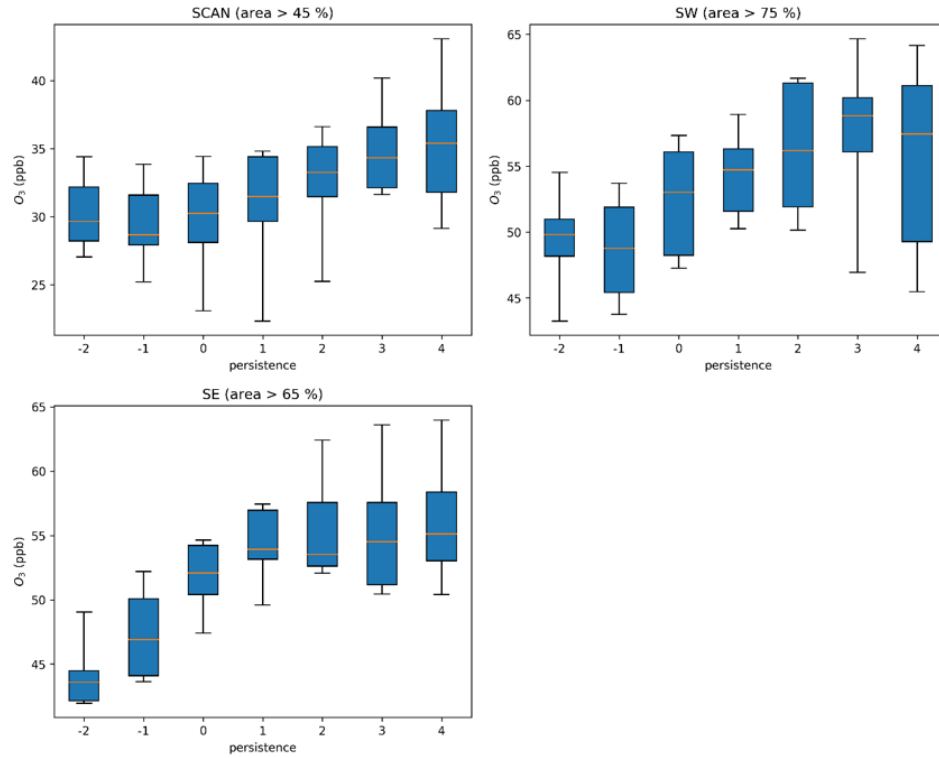 SCAN (area > 45 %)
40
35
30
25
O₃ (ppb)
-2 -1 0 1 2 3 4
persistence
SW (area > 75 %)
65
60
55
50
45
O₃ (ppb)
-2 -1 0 1 2 3 4
persistence
SE (area > 65 %)
65
60
55
50
45
O₃ (ppb)
-2 -1 0 1 2 3 4
persistence